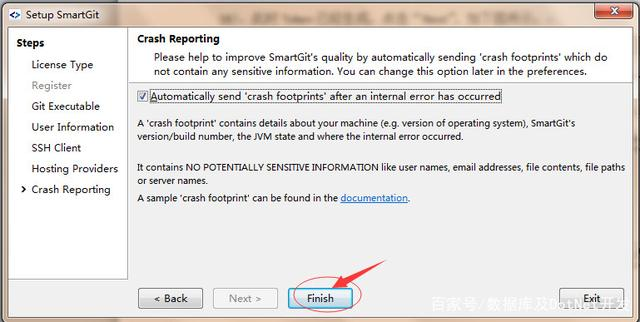 Setup SmartGit
Steps
License Type
Register
Git Executable
User Information
SSH Client
Hosting Providers
Crash Reporting
Crash Reporting
Please help to improve SmartGit's quality by automatically sending 'crash footprints' which do
not contain any sensitive information. You can change this option later in the preferences.
Automatically send 'crash footprints' after an internal error has occurred
A 'crash footprint' contains details about your machine (e.g. version of operating system), SmartGit's
version/build number, the JVM state and where the internal error occurred.
It contains NO POTENTIALLY SENSITIVE INFORMATION like user names, email addresses, file contents, file paths
or server names.
A sample 'crash footprint' can be found in the documentation.
< Back
Next >
Finish
Exit
百家号/数据库及DotNet开发